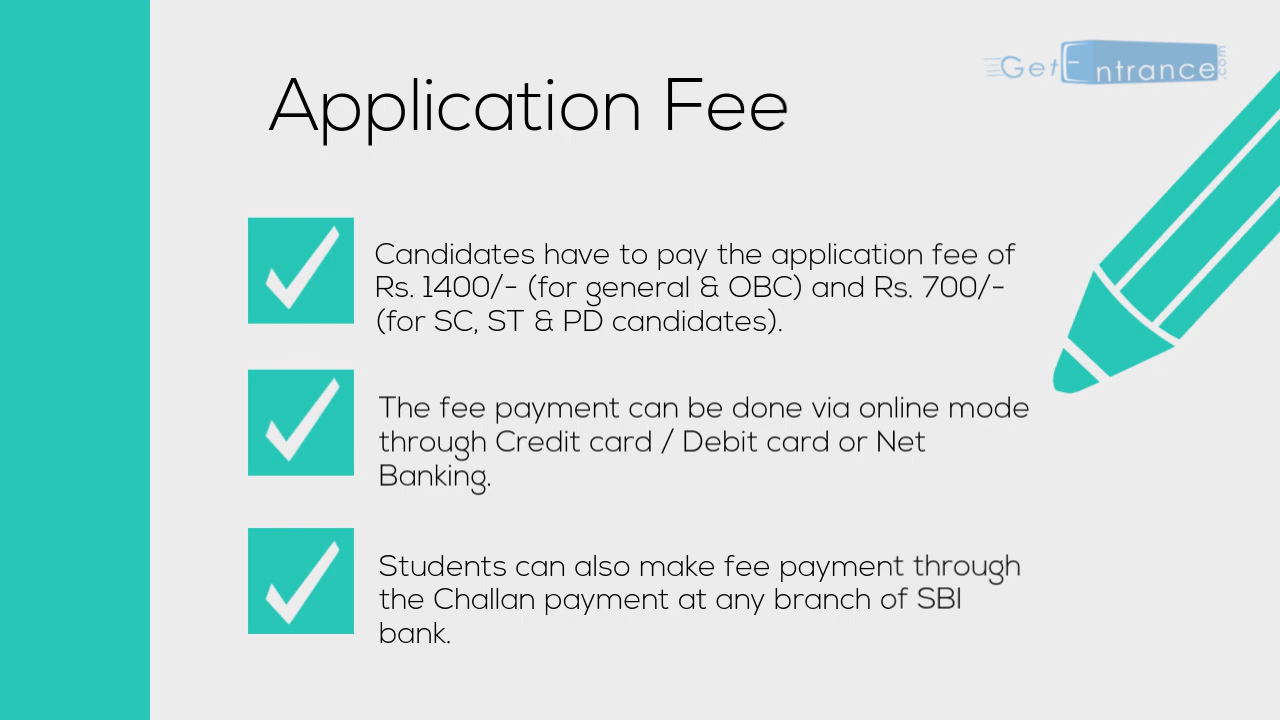 GetEntrance.com
Application Fee
Candidates have to pay the application fee of
Rs. 1400/- (for general & OBC) and Rs. 700/-
(for SC, ST & PD candidates).
The fee payment can be done via online mode
through Credit card / Debit card or Net
Banking.
Students can also make fee payment through
the Challan payment at any branch of SBI
bank.